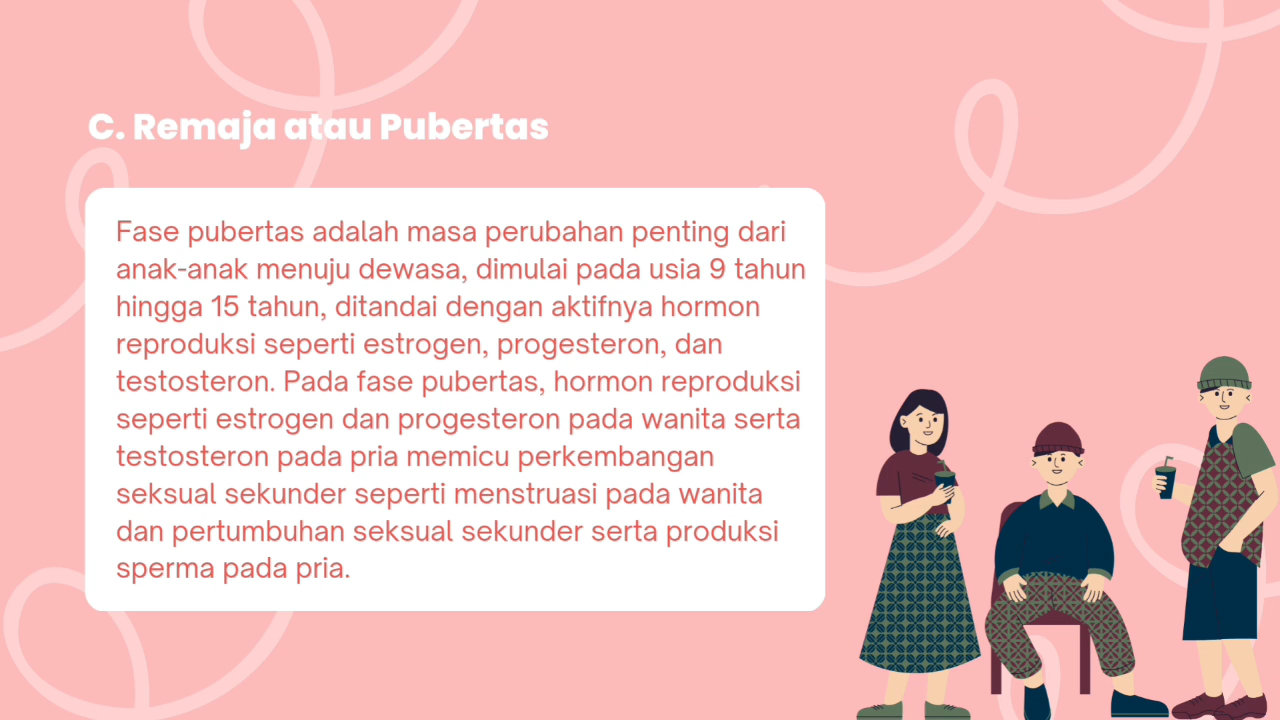 C. Remaja atau Pubertas
Fase pubertas adalah masa perubahan penting dari
anak-anak menuju dewasa, dimulai pada usia 9 tahun
hingga 15 tahun, ditandai dengan aktifnya hormon
reproduksi seperti estrogen, progesteron, dan
testosteron. Pada fase pubertas, hormon reproduksi
seperti estrogen dan progesteron pada wanita serta
testosteron pada pria memicu perkembangan
seksual sekunder seperti menstruasi pada wanita
dan pertumbuhan seksual sekunder serta produksi
sperma pada pria.